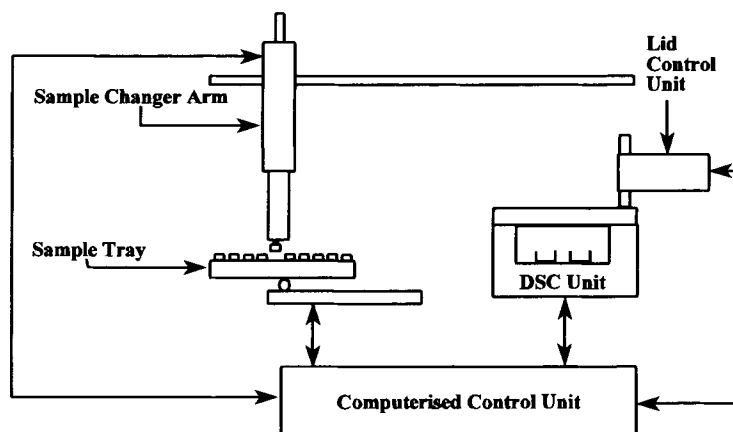 Lid
Control
Unit
Sample Changer Arm
Sample Tray
DSC Unit
Computerised Control Unit